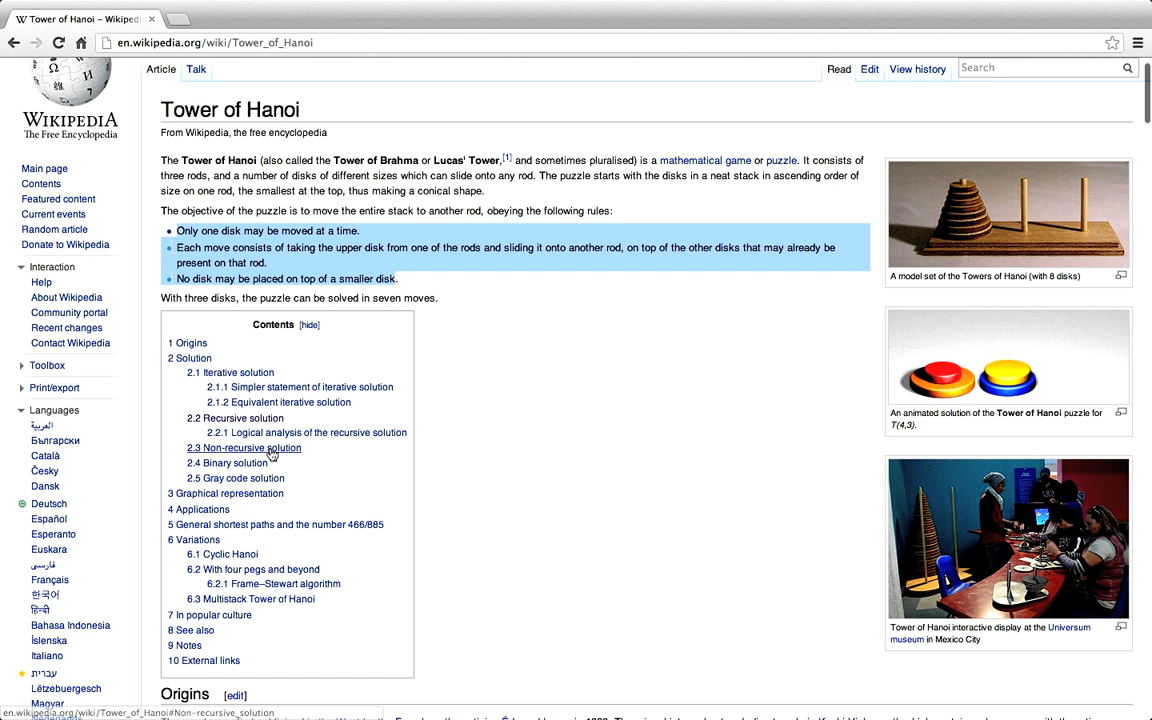 Tower of Hanoi – Wikiped
en.wikipedia.org/wiki/Tower_of_Hanoi
WIKIPEDIA
The Free Encyclopedia
Main page
Contents
Featured content
Current events
Random article
Donate to Wikipedia
Interaction
Help
About Wikipedia
Community portal
Recent changes
Contact Wikipedia
Toolbox
Print/export
Languages
العربية
Български
Català
Česky
Dansk
Deutsch
Español
Esperanto
Euskara
فارسی
Français
한국어
हिन्दी
Bahasa Indonesia
Íslenska
Italiano
עברית
Lëtzebuergesch
Magyar
Article Talk
Read Edit View history Search
Tower of Hanoi
From Wikipedia, the free encyclopedia
The Tower of Hanoi (also called the Tower of Brahma or Lucas' Tower,[1] and sometimes pluralised) is a mathematical game or puzzle. It consists of
three rods, and a number of disks of different sizes which can slide onto any rod. The puzzle starts with the disks in a neat stack in ascending order of
size on one rod, the smallest at the top, thus making a conical shape.
The objective of the puzzle is to move the entire stack to another rod, obeying the following rules:
• Only one disk may be moved at a time.
• Each move consists of taking the upper disk from one of the rods and sliding it onto another rod, on top of the other disks that may already be
present on that rod.
• No disk may be placed on top of a smaller disk.
With three disks, the puzzle can be solved in seven moves.
Contents [hide]
1 Origins
2 Solution
2.1 Iterative solution
2.1.1 Simpler statement of iterative solution
2.1.2 Equivalent iterative solution
2.2 Recursive solution
2.2.1 Logical analysis of the recursive solution
2.3 Non-recursive solution
2.4 Binary solution
2.5 Gray code solution
3 Graphical representation
4 Applications
5 General shortest paths and the number 466/885
6 Variations
6.1 Cyclic Hanoi
6.2 With four pegs and beyond
6.2.1 Frame–Stewart algorithm
6.3 Multistack Tower of Hanoi
7 In popular culture
8 See also
9 Notes
10 External links
Origins [edit]
A model set of the Towers of Hanoi (with 8 disks)
An animated solution of the Tower of Hanoi puzzle for
T(4,3).
Tower of Hanoi interactive display at the Universum
museum in Mexico City
en.wikipedia.org/wiki/Tower_of_Hanoi#Non-recursive_solution